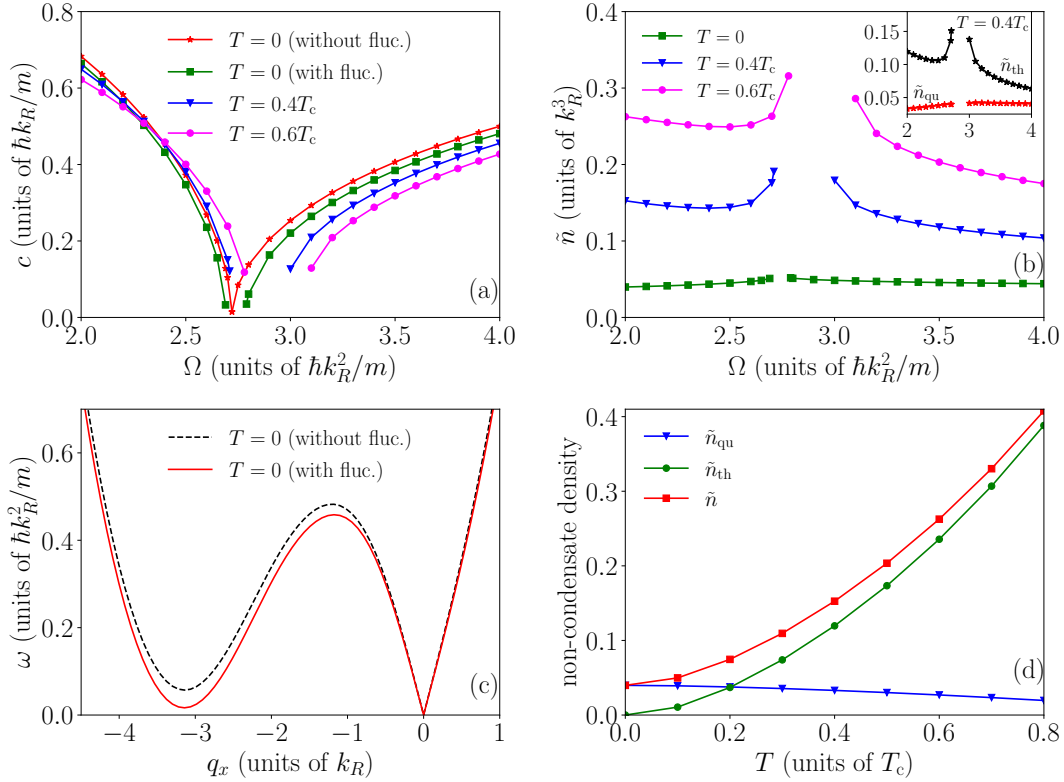 0.8
0.6
0.4
0.2
0.0
c (units of ħk_R/m)
T = 0 (without fluc.)
T = 0 (with fluc.)
T = 0.4T_c
T = 0.6T_c
(a)
2.0 2.5 3.0 3.5 4.0
Ω (units of ħk_R^2/m)
0.4
0.3
0.2
0.1
0.0
ñ (units of k_R^3)
T = 0
T = 0.4T_c
T = 0.6T_c
0.15
0.10
0.05
T = 0.4T_c
ñ_th
ñ_qu
2 3 4
(b)
2.0 2.5 3.0 3.5 4.0
Ω (units of ħk_R^2/m)
0.6
0.4
0.2
0.0
ω (units of ħk_R^2/m)
T = 0 (without fluc.)
T = 0 (with fluc.)
(c)
−4 −3 −2 −1 0 1
q_x (units of k_R)
0.4
0.3
0.2
0.1
0.0
non-condensate density
ñ_qu
ñ_th
ñ
(d)
0.0 0.2 0.4 0.6 0.8
T (units of T_c)